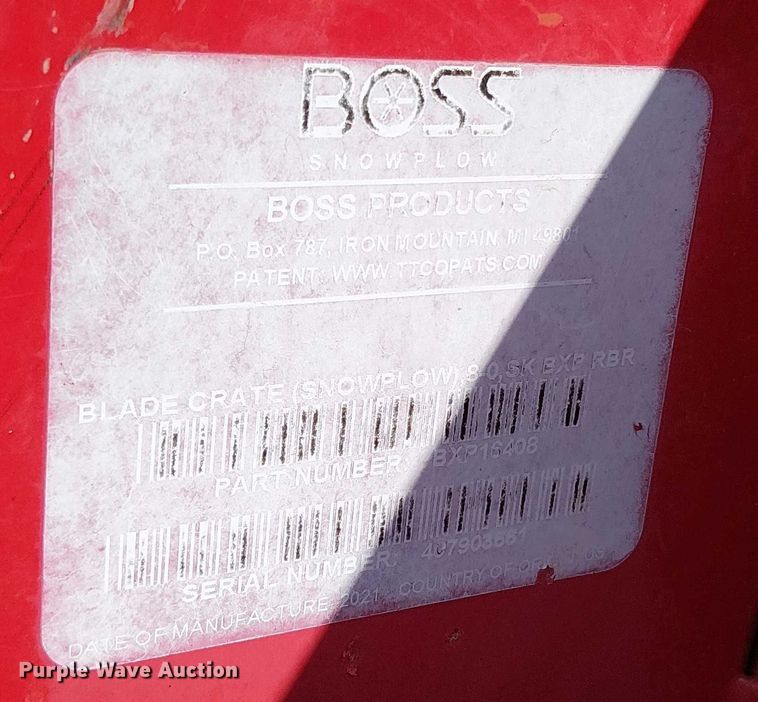 BOSS
SNOWPLOW
BOSS PRODUCTS
P.O. Box 787, IRON MOUNTAIN, MI 49801
PATENT: WWW.TTCOPATS.COM
BLADE CRATE (SNOWPLOW) 8-0,SK BXP RBR
PART NUMBER: BXP16408
SERIAL NUMBER:
DATE OF MANUFACTURE: 2021 COUNTRY OF US
Purple Wave Auction